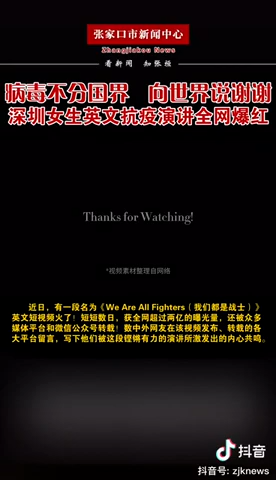 张家口市新闻中心
Zhangjiakou News
看新闻 知张垣
病毒不分国界 向世界说谢谢
深圳女生英文抗疫演讲全网爆红
Thanks for Watching!
*视频素材整理自网络
近日，有一段名为《We Are All Fighters（我们都是战士）》
英文短视频火了！短短数日，获全网超过两亿的曝光量，还被众多
媒体平台和微信公众号转载！数中外网友在该视频发布、转载的各
大平台留言，写下他们被这段铿锵有力的演讲所激发出的内心共鸣。
抖音
抖音号: zjknews